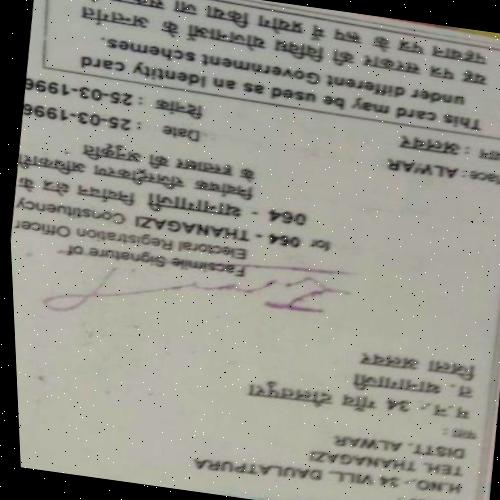 H.NO.. 34 VILL. DAULATPURA
TEH. THANAGAZI
DISTT. ALWAR
म.न.. 34 गाँव दौलतपुरा
त. थानागाजी
जिला अलवर
Facsimile Signature of
Electoral Registration Officer
for 064 - THANAGAZI Constituency
064 - थानागाजी निर्वाचन क्षेत्र के
निर्वाचक रजिस्ट्रीकरण अधिकारी
के हस्ताक्षर की अनुकृति
ALWAR Date : 25-03-1996
अलवर दिनांक : 25-03-1996
This card may be used as an Identity card
under different Government schemes.
यह पत्र सरकार की विभिन्न योजनाओं के अन्तर्गत
पहचान पत्र के रूप में प्रयोग किया जा